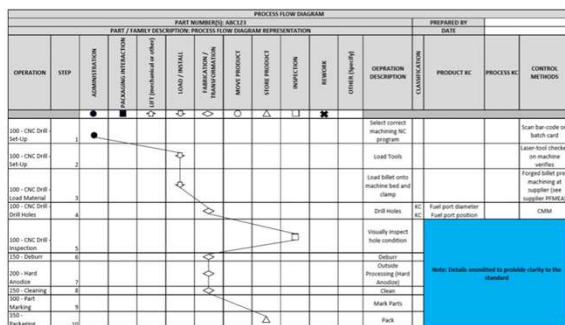 PROCESS FLOW DIAGRAM
PART NUMBER(S): ABC123
PREPARED BY
PART / FAMILY DESCRIPTION: PROCESS FLOW DIAGRAM REPRESENTATION
DATE
OPERATION
STEP
ADMINISTRATION
PACKAGING INTERACTION
LIFT (mechanical or other)
LOAD / INSTALL
FABRICATION /
TRANSFORMATION
MOVE PRODUCT
STORE PRODUCT
INSPECTION
REWORK
OTHER (Specify)
OEPRATION
DESCRIPTION
CLASSIFICATION
PRODUCT KC
PROCESS KC
CONTROL
METHODS
100 - CNC Drill
Set-Up
1
Select correct
machining NC
program
Scan bar-code on
batch card
100 - CNC Drill -
Set-Up
2
Load Tools
Laser-tool checke
on machine
verifies
100 - CNC Drill -
Load Material
3
Load billet onto
machine bed and
clamp
Forged billet pre
machining at
supplier (see
supplier PFMEA)
100 - CNC Drill -
Drill Holes
4
Drill Holes
KC
KC
Fuel port diameter
Fuel port position
CMM
100 - CNC Drill -
Inspection
5
Visually inspect
hole condition
150 - Deburr
6
Deburr
200 - Hard
Anodize
7
Outside
Processing (Hard
Anodize)
250 - Cleaning
8
Clean
300 - Part
Marking
9
Mark Parts
350 -
Packaging
10
Pack
Note: Details ommitted to provide clarity to the
standard